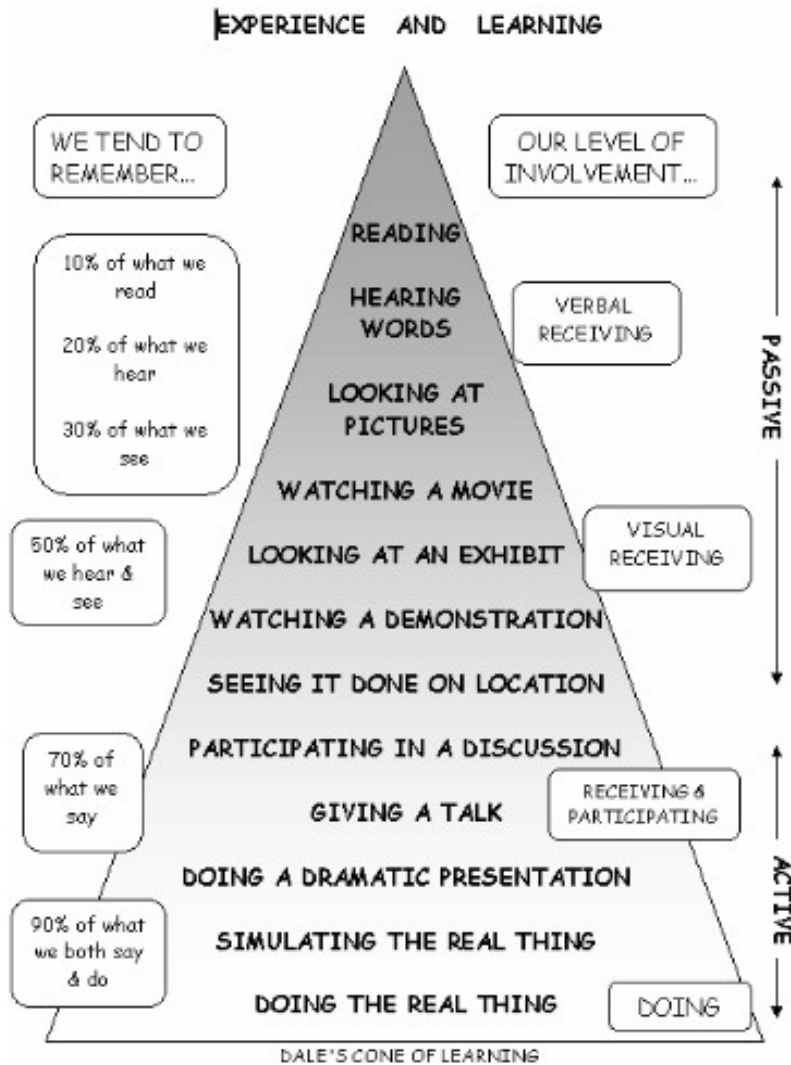 EXPERIENCE AND LEARNING
WE TEND TO
REMEMBER...
OUR LEVEL OF
INVOLVEMENT...
READING
10% of what we
read
HEARING
WORDS
VERBAL
RECEIVING
20% of what we
hear
LOOKING AT
PICTURES
30% of what we
see
PASSIVE
WATCHING A MOVIE
50% of what
we hear &
see
LOOKING AT AN EXHIBIT
VISUAL
RECEIVING
WATCHING A DEMONSTRATION
SEEING IT DONE ON LOCATION
PARTICIPATING IN A DISCUSSION
70% of
what we
say
GIVING A TALK
RECEIVING &
PARTICIPATING
DOING A DRAMATIC PRESENTATION
ACTIVE
90% of what
we both say
& do
SIMULATING THE REAL THING
DOING THE REAL THING
DOING
DALE'S CONE OF LEARNING